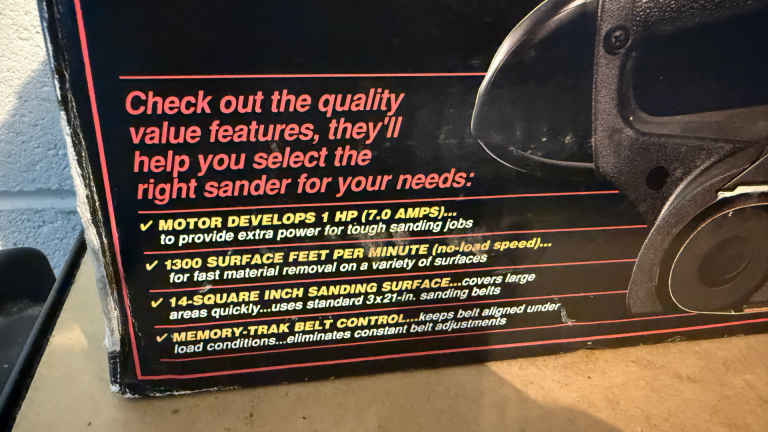 Check out the quality
value features, they'll
help you select the
right sander for your needs:
✓ MOTOR DEVELOPS 1 HP (7.0 AMPS)...
to provide extra power for tough sanding jobs
✓ 1300 SURFACE FEET PER MINUTE (no-load speed)...
for fast material removal on a variety of surfaces
✓ 14-SQUARE INCH SANDING SURFACE...covers large
areas quickly...uses standard 3x21-in. sanding belts
✓ MEMORY-TRAK BELT CONTROL...keeps belt aligned under
load conditions...eliminates constant belt adjustments